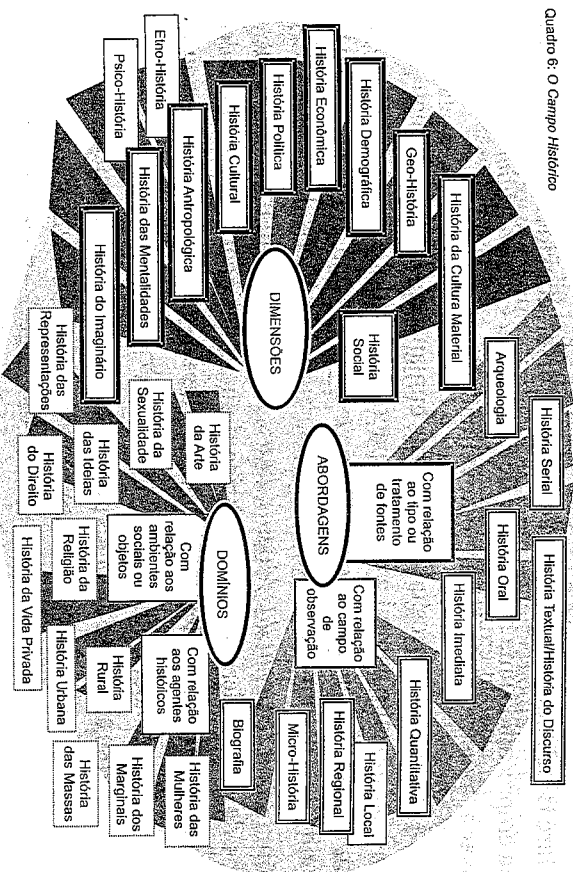 Quadro 6: O Campo Histórico
História da Cultura Material
Geo-História
História Demográfica
História Econômica
História Política
História Cultural
História Antropológica
Etno-História
Psico-História
História das Mentalidades
História do Imaginário
História
Social
DIMENSÕES
História das
Representações
História da
Sexualidade
História
da Arte
História
das Ideias
História
do Direito
Arqueologia
História Serial
História Textual/História do Discurso
História Oral
História Imediata
Com relação
ao tipo ou
tratamento
de fontes
ABORDAGENS
Com relação
ao campo
de
observação
História Quantitativa
História Local
História Regional
Micro-História
Biografia
DOMÍNIOS
Com
relação aos
ambientes
sociais ou
objetos
História da
Religião
História da Vida Privada
História Urbana
História
Rural
Com relação
aos agentes
históricos
História das
Mulheres
História dos
Marginais
História
das Massas